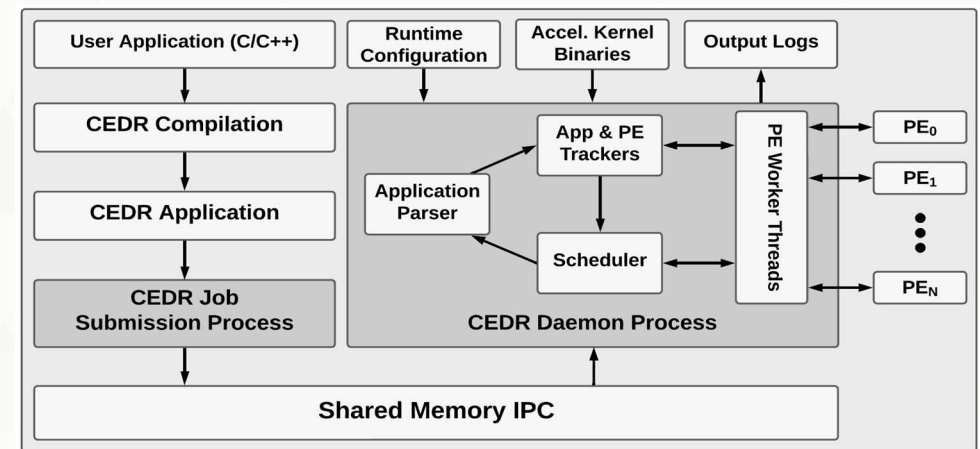 User Application (C/C++)
Runtime
Configuration
Accel. Kernel
Binaries
Output Logs
CEDR Compilation
CEDR Application
CEDR Job
Submission Process
App & PE
Trackers
Application
Parser
Scheduler
PE Worker Threads
CEDR Daemon Process
PE0
PE1
PEN
Shared Memory IPC